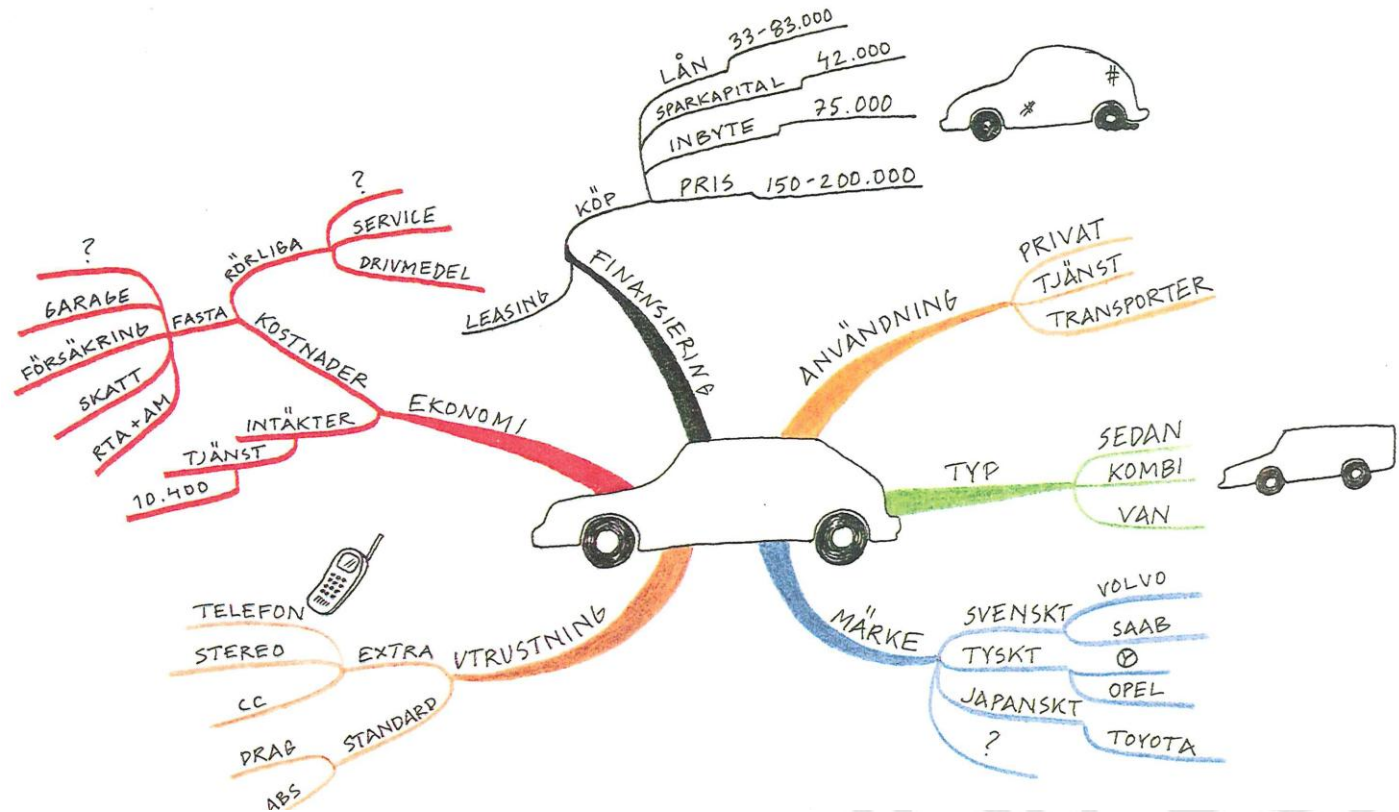 FINANSIERING
KÖP
LÅN 33-83.000
SPARKAPITAL 42.000
INBYTE 75.000
PRIS 150-200.000
LEASING
ANVÄNDNING
PRIVAT
TJÄNST
TRANSPORTER
TYP
SEDAN
KOMBI
VAN
MÄRKE
SVENSKT
VOLVO
SAAB
TYSKT
OPEL
JAPANSKT
TOYOTA
?
UTRUSTNING
EXTRA
TELEFON
STEREO
CC
STANDARD
DRAG
ABS
EKONOMI
KOSTNADER
RÖRLIGA
?
SERVICE
DRIVMEDEL
FASTA
?
GARAGE
FÖRSÄKRING
SKATT
RTA+AM
INTÄKTER
TJÄNST
10.400